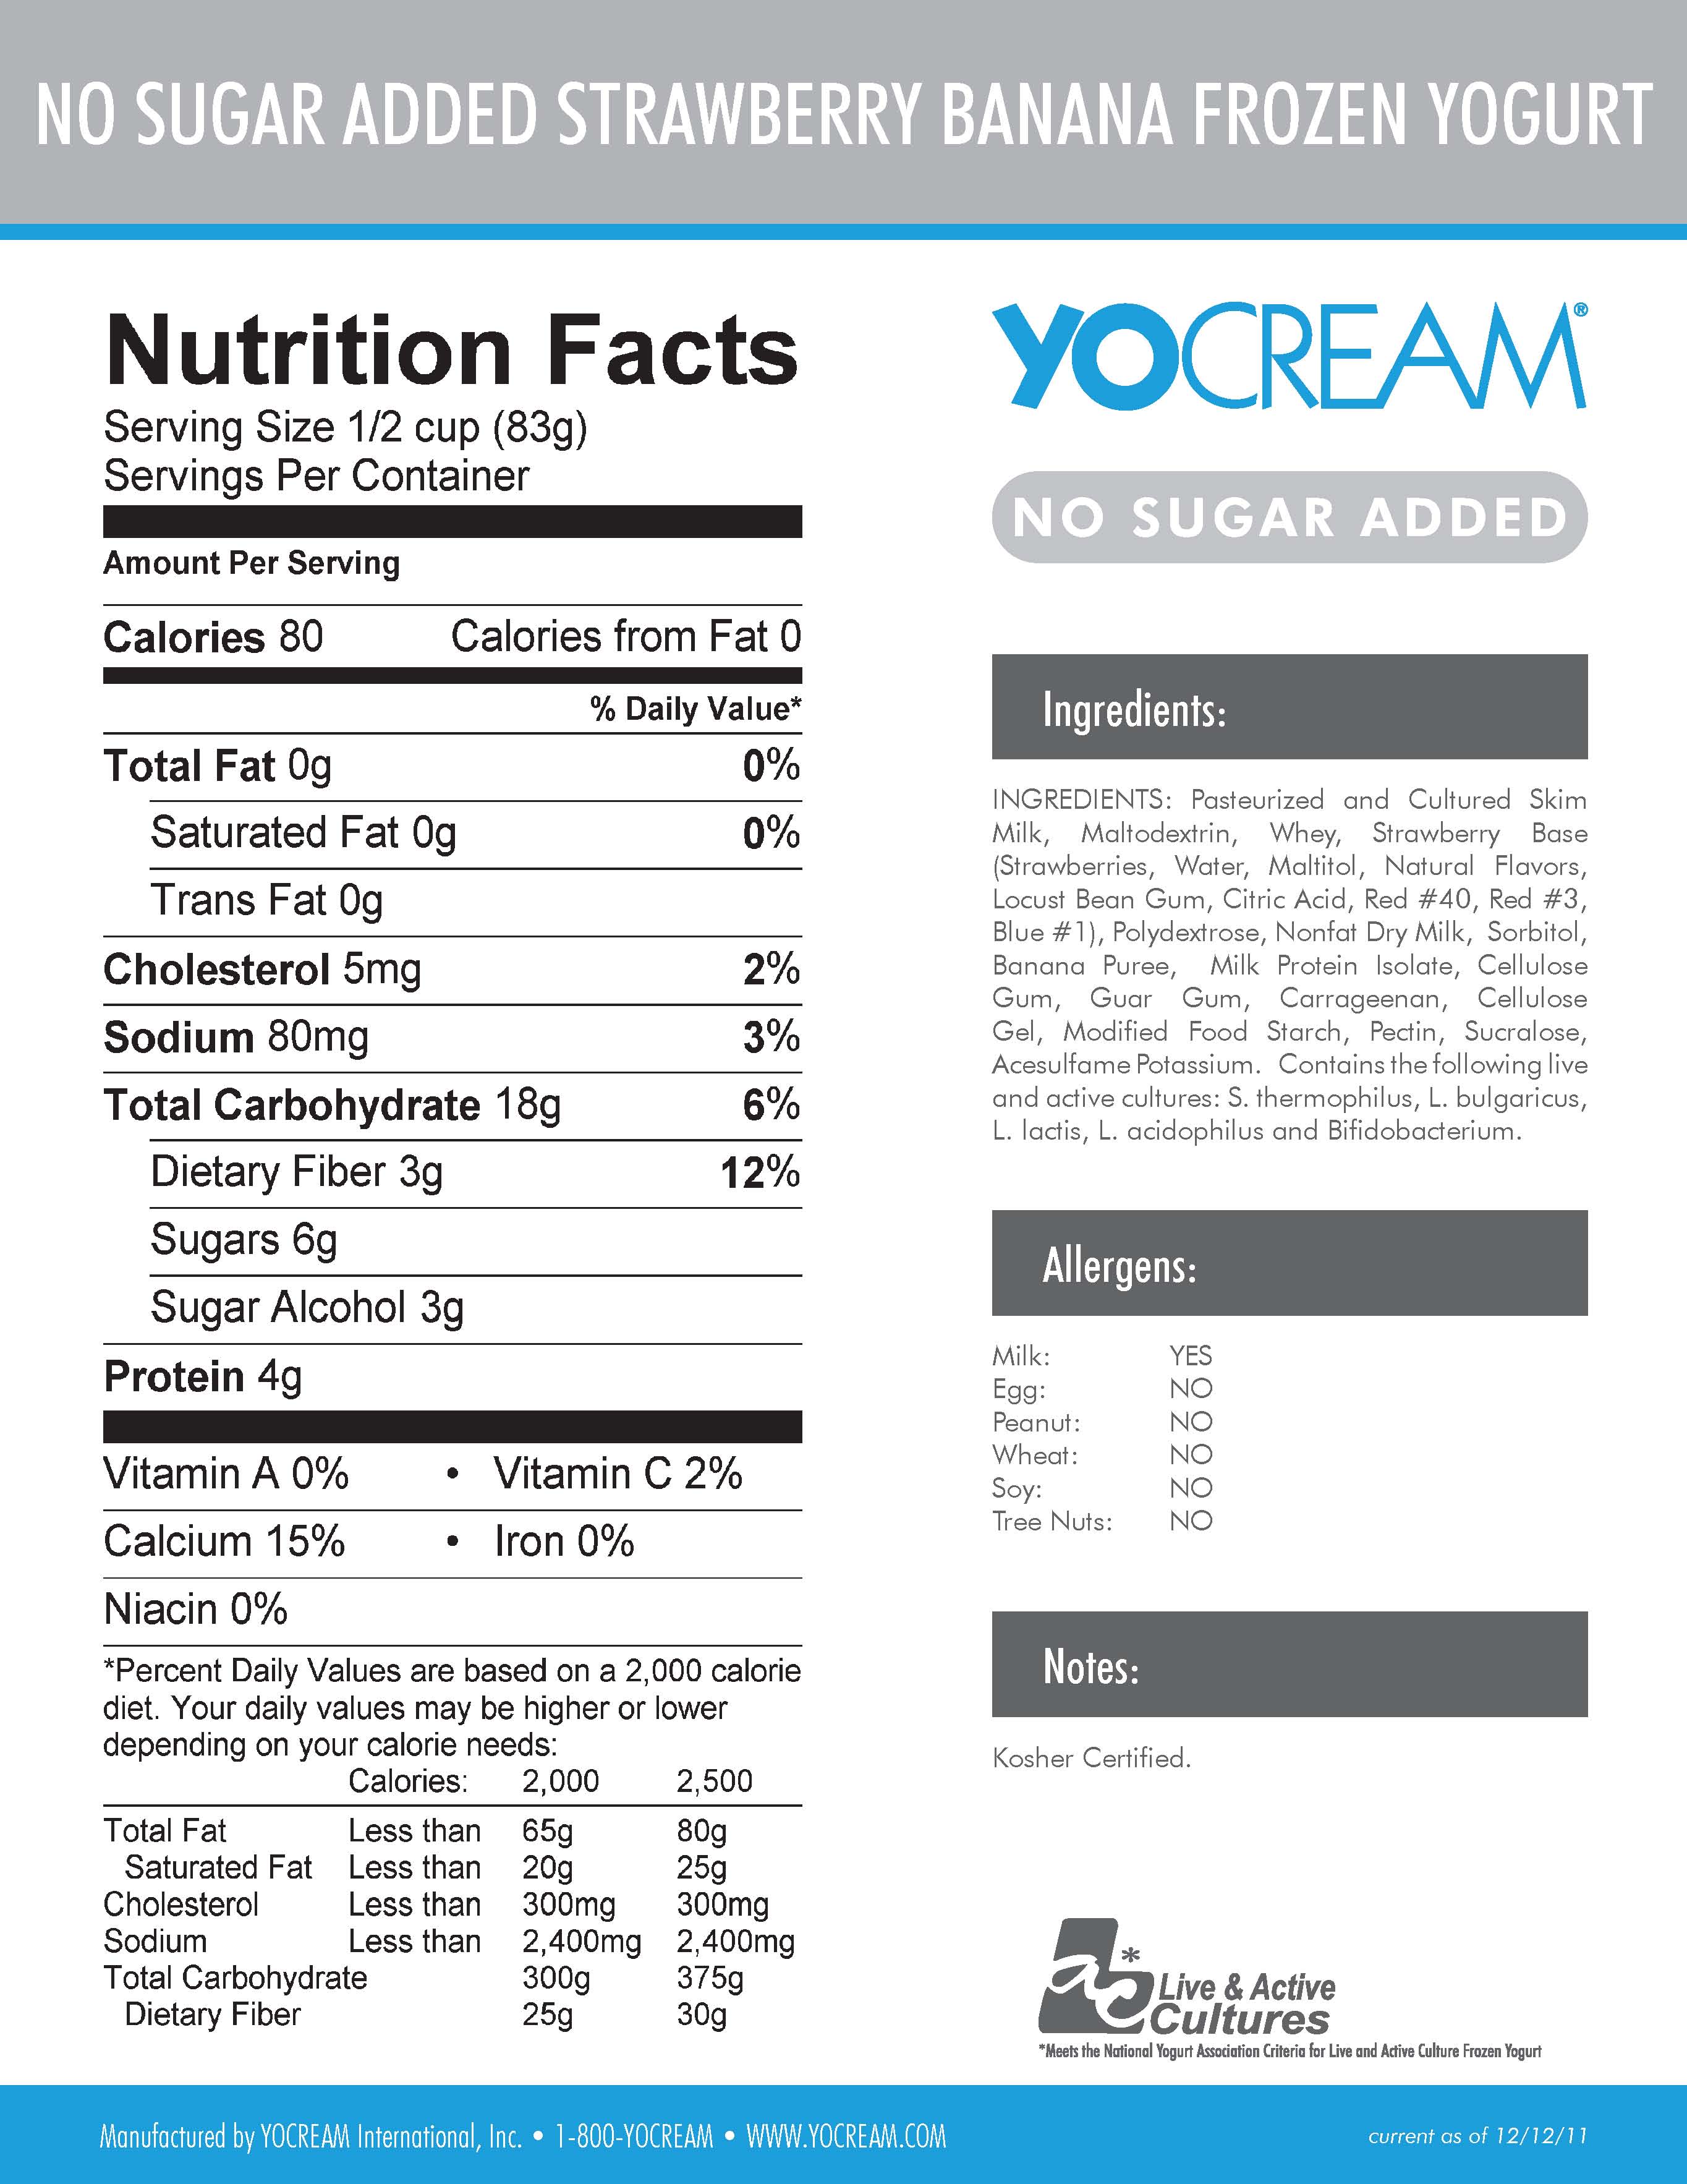 NO SUGAR ADDED STRAWBERRY BANANA FROZEN YOGURT
Nutrition Facts
Serving Size 1/2 cup (83g)
Servings Per Container
Amount Per Serving
Calories 80 Calories from Fat 0
% Daily Value*
Total Fat 0g 0%
Saturated Fat 0g 0%
Trans Fat 0g
Cholesterol 5mg 2%
Sodium 80mg 3%
Total Carbohydrate 18g 6%
Dietary Fiber 3g 12%
Sugars 6g
Sugar Alcohol 3g
Protein 4g
Vitamin A 0% • Vitamin C 2%
Calcium 15% • Iron 0%
Niacin 0%
*Percent Daily Values are based on a 2,000 calorie
diet. Your daily values may be higher or lower
depending on your calorie needs:
Calories: 2,000 2,500
Total Fat Less than 65g 80g
Saturated Fat Less than 20g 25g
Cholesterol Less than 300mg 300mg
Sodium Less than 2,400mg 2,400mg
Total Carbohydrate 300g 375g
Dietary Fiber 25g 30g
YOCREAM®
NO SUGAR ADDED
Ingredients:
INGREDIENTS: Pasteurized and Cultured Skim
Milk, Maltodextrin, Whey, Strawberry Base
(Strawberries, Water, Maltitol, Natural Flavors,
Locust Bean Gum, Citric Acid, Red #40, Red #3,
Blue #1), Polydextrose, Nonfat Dry Milk, Sorbitol,
Banana Puree, Milk Protein Isolate, Cellulose
Gum, Guar Gum, Carrageenan, Cellulose
Gel, Modified Food Starch, Pectin, Sucralose,
Acesulfame Potassium. Contains the following live
and active cultures: S. thermophilus, L. bulgaricus,
L. lactis, L. acidophilus and Bifidobacterium.
Allergens:
Milk: YES
Egg: NO
Peanut: NO
Wheat: NO
Soy: NO
Tree Nuts: NO
Notes:
Kosher Certified.
ac*
Live & Active
Cultures
*Meets the National Yogurt Association Criteria for Live and Active Culture Frozen Yogurt
Manufactured by YOCREAM International, Inc. • 1-800-YOCREAM • WWW.YOCREAM.COM
current as of 12/12/11